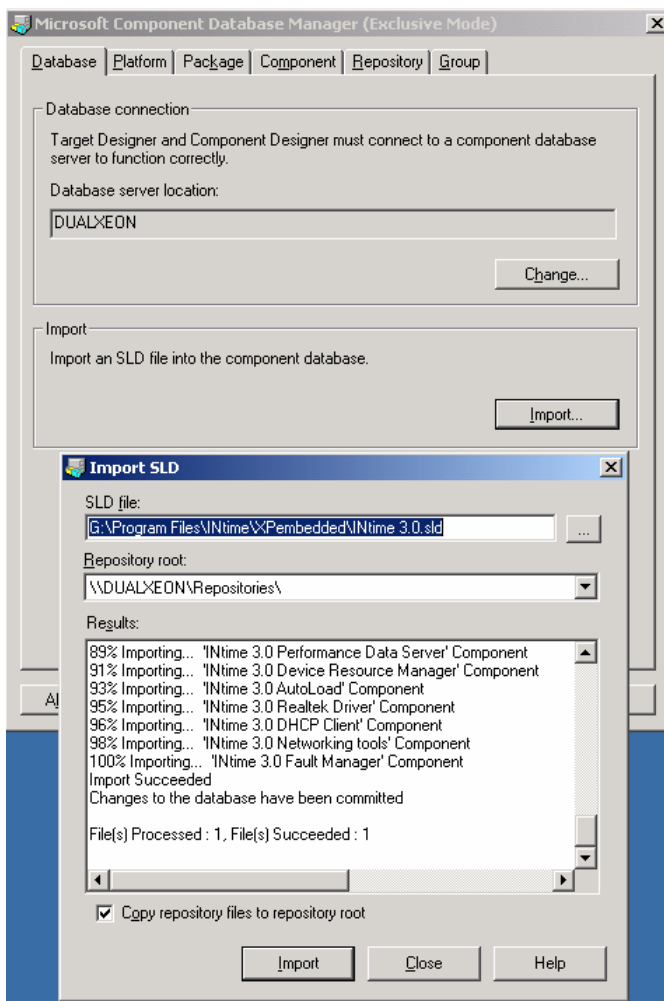 Microsoft Component Database Manager (Exclusive Mode)
Database Platform Package Component Repository Group
Database connection
Target Designer and Component Designer must connect to a component database
server to function correctly.
Database server location:
DUALXEON
Change...
Import
Import an SLD file into the component database.
Import...
Import SLD
SLD file:
G:\Program Files\INtime\XPembedded\INtime 3.0.sld
...
Repository root:
\\DUALXEON\Repositories\
Results:
89% Importing... 'INtime 3.0 Performance Data Server' Component
91% Importing... 'INtime 3.0 Device Resource Manager' Component
93% Importing... 'INtime 3.0 AutoLoad' Component
95% Importing... 'INtime 3.0 Realtek Driver' Component
96% Importing... 'INtime 3.0 DHCP Client' Component
98% Importing... 'INtime 3.0 Networking tools' Component
100% Importing... 'INtime 3.0 Fault Manager' Component
Import Succeeded
Changes to the database have been committed
File(s) Processed : 1, File(s) Succeeded : 1
Copy repository files to repository root
Import Close Help